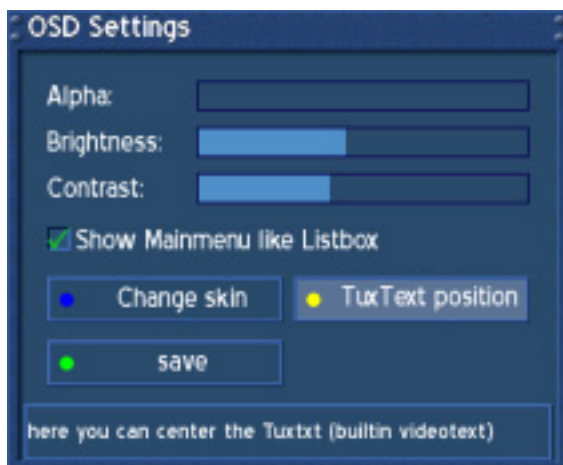 OSD Settings
Alpha:
Brightness:
Contrast:
Show Mainmenu like Listbox
Change skin
TuxText position
save
here you can center the Tuxtxt (builtin videotext)